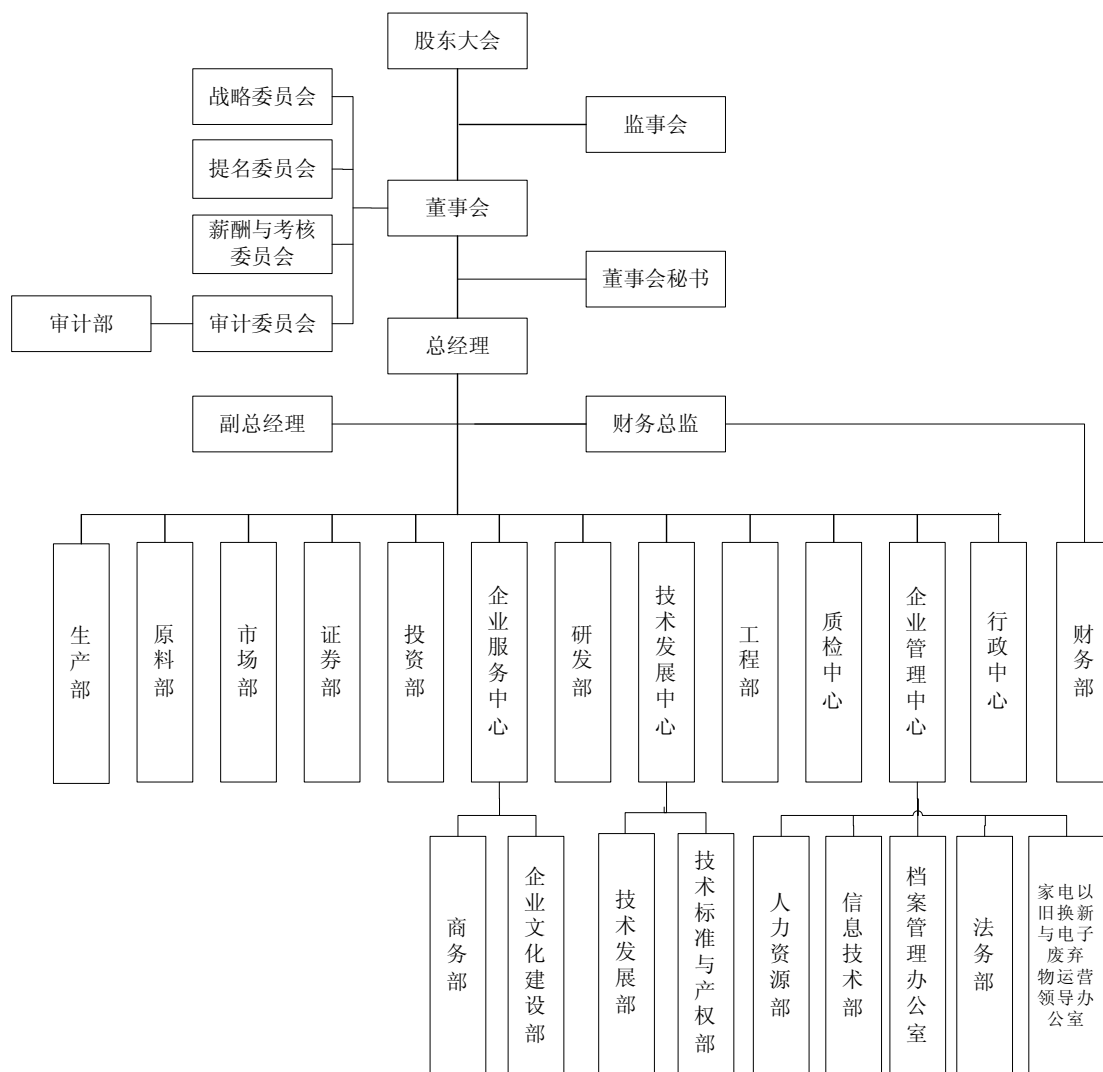 股东大会
战略委员会
监事会
提名委员会
董事会
薪酬与考核
委员会
董事会秘书
审计部
审计委员会
总经理
副总经理
财务总监
生产部
原料部
市场部
证券部
投资部
企业服务中心
研发部
技术发展中心
工程部
质检中心
企业管理中心
行政中心
财务部
商务部
企业文化建设部
技术发展部
技术标准与产权部
人力资源部
信息技术部
档案管理办公室
法务部
家电以
旧换新
与电子
废弃
物运营
领导办
公室